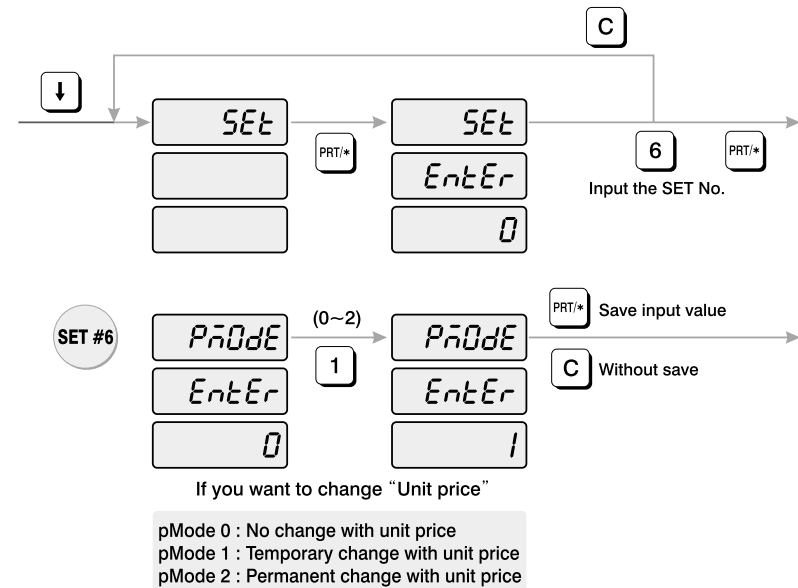 C
↓
SEt
PRT/*
SEt
EntEr
0
6
PRT/*
Input the SET No.
SET #6
PmOdE
EntEr
0
(0~2)
1
PmOdE
EntEr
1
PRT/* Save input value
C Without save
If you want to change “Unit price”
pMode 0 : No change with unit price
pMode 1 : Temporary change with unit price
pMode 2 : Permanent change with unit price